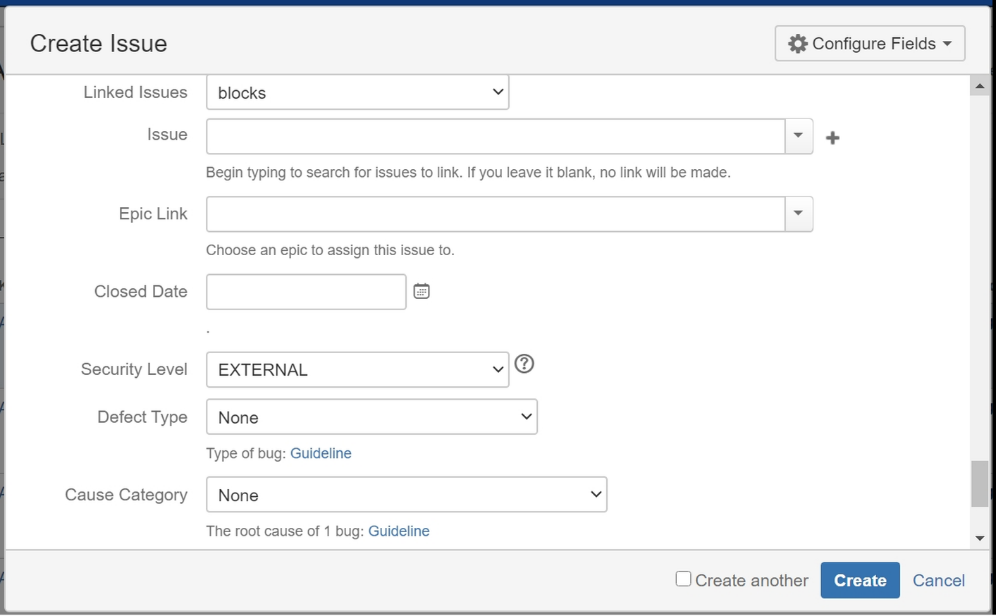 Create Issue
Configure Fields
Linked Issues
blocks
Issue
Begin typing to search for issues to link. If you leave it blank, no link will be made.
Epic Link
Choose an epic to assign this issue to.
Closed Date
.
Security Level
EXTERNAL
Defect Type
None
Type of bug: Guideline
Cause Category
None
The root cause of 1 bug: Guideline
Create another
Create
Cancel